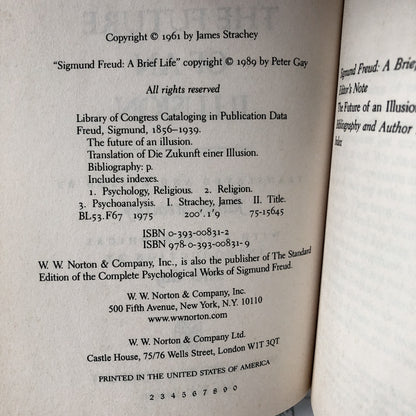 THE FUTURE
Copyright © 1961 by James Strachey
"Sigmund Freud: A Brief Life" copyright © 1989 by Peter Gay
All rights reserved
Library of Congress Cataloging in Publication Data
Freud, Sigmund, 1856–1939.
The future of an illusion.
Translation of Die Zukunft einer Illusion.
Bibliography: p.
Includes indexes.
1. Psychology, Religious. 2. Religion.
3. Psychoanalysis. I. Strachey, James. II. Title.
BL53.F67 1975 200'.1'9 75-15645
ISBN 0-393-00831-2
ISBN 978-0-393-00831-9
W. W. Norton & Company, Inc., is also the publisher of The Standard
Edition of the Complete Psychological Works of Sigmund Freud.
W. W. Norton & Company, Inc.
500 Fifth Avenue, New York, N.Y. 10110
www.wwnorton.com
W. W. Norton & Company Ltd.
Castle House, 75/76 Wells Street, London W1T 3QT
PRINTED IN THE UNITED STATES OF AMERICA
2 3 4 5 6 7 8 9 0
Sigmund Freud: A Brief
Editor's Note
The Future of an Illusion
Bibliography and Author